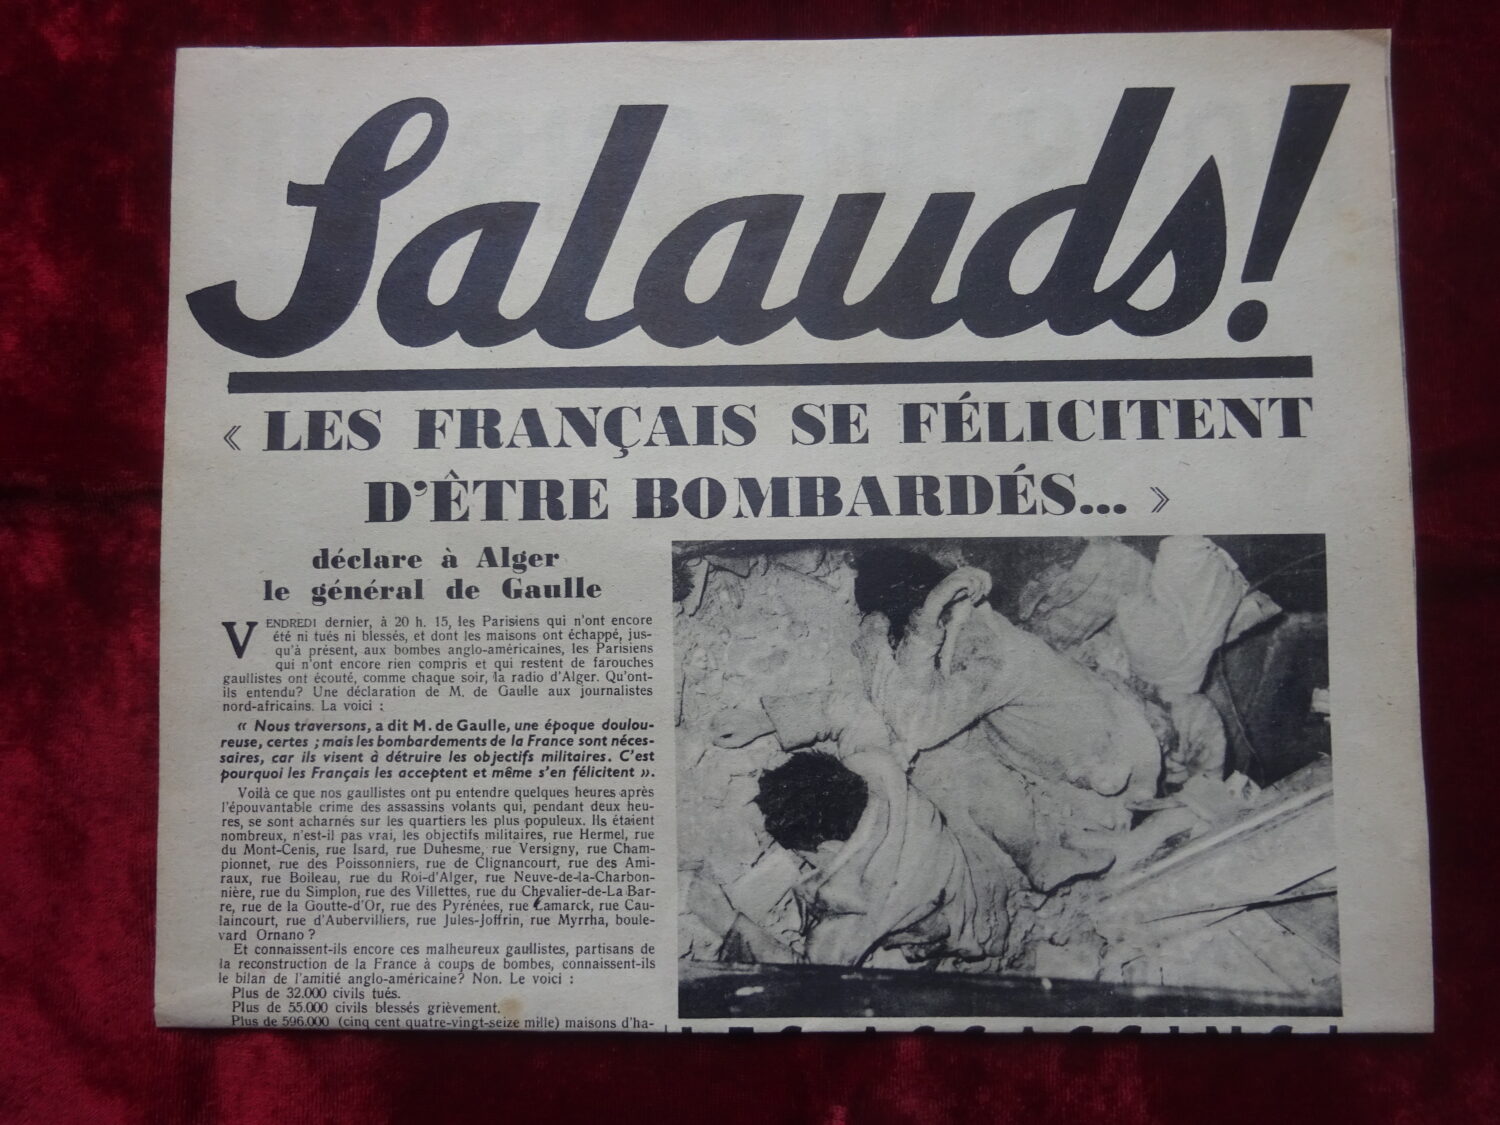 Salauds!
« LES FRANÇAIS SE FÉLICITENT
D'ÊTRE BOMBARDÉS... »
déclare à Alger
le général de Gaulle
VENDREDI dernier, à 20 h. 15, les Parisiens qui n'ont encore
été ni tués ni blessés, et dont les maisons ont échappé, jus-
qu'à présent, aux bombes anglo-américaines, les Parisiens
qui n'ont encore rien compris et qui restent de farouches
gaullistes ont écouté, comme chaque soir, la radio d'Alger. Qu'ont-
ils entendu? Une déclaration de M. de Gaulle aux journalistes
nord-africains. La voici :
« Nous traversons, a dit M. de Gaulle, une époque doulou-
reuse, certes ; mais les bombardements de la France sont néces-
saires, car ils visent à détruire les objectifs militaires. C'est
pourquoi les Français les acceptent et même s'en félicitent ».
Voilà ce que nos gaullistes ont pu entendre quelques heures après
l'épouvantable crime des assassins volants qui, pendant deux heu-
res, se sont acharnés sur les quartiers les plus populeux. Ils étaient
nombreux, n'est-il pas vrai, les objectifs militaires, rue Hermel, rue
du Mont-Cenis, rue Isard, rue Duhesme, rue Versigny, rue Cham-
pionnet, rue des Poissonniers, rue de Clignancourt, rue des Ami-
raux, rue Boileau, rue du Roi-d'Alger, rue Neuve-de-la-Charbon-
nière, rue du Simplon, rue des Villettes, rue du Chevalier-de-La Bar-
re, rue de la Goutte-d'Or, rue des Pyrénées, rue Lamarck, rue Cau-
laincourt, rue d'Aubervilliers, rue Jules-Joffrin, rue Myrrha, boule-
vard Ornano ?
Et connaissent-ils encore ces malheureux gaullistes, partisans de
la reconstruction de la France à coups de bombes, connaissent-ils
le bilan de l'amitié anglo-américaine? Non. Le voici :
Plus de 32.000 civils tués.
Plus de 55.000 civils blessés grièvement.
Plus de 596.000 (cinq cent quatre-vingt-seize mille) maisons d'ha-